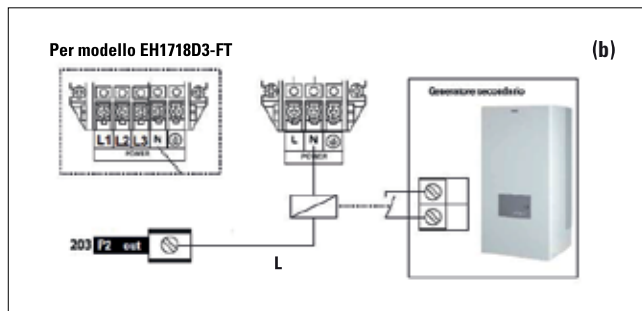 Per modello EH1718D3-FT
(b)
Generatore secondario
L1 L2 L3 N
POWER
L N
POWER
203 P2 out
L